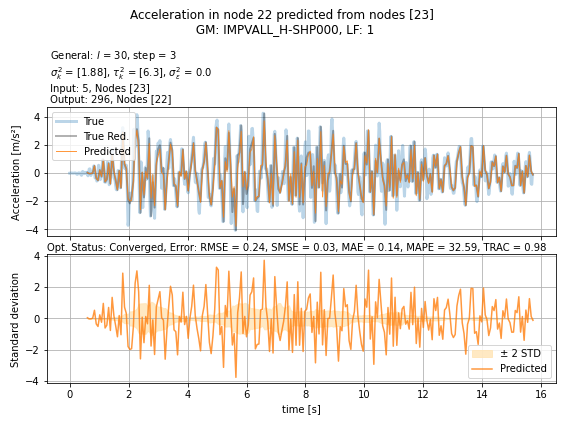 Acceleration in node 22 predicted from nodes [23]
GM: IMPVALL_H-SHP000, LF: 1
General: l = 30, step = 3
σ²ₖ = [1.88], τ²ₖ = [6.3], σ²ε = 0.0
Input: 5, Nodes [23]
Output: 296, Nodes [22]
Acceleration [m/s²]
4
2
0
−2
−4
True
True Red.
Predicted
Opt. Status: Converged, Error: RMSE = 0.24, SMSE = 0.03, MAE = 0.14, MAPE = 32.59, TRAC = 0.98
Standard deviation
4
2
0
−2
−4
± 2 STD
Predicted
0 2 4 6 8 10 12 14 16
time [s]